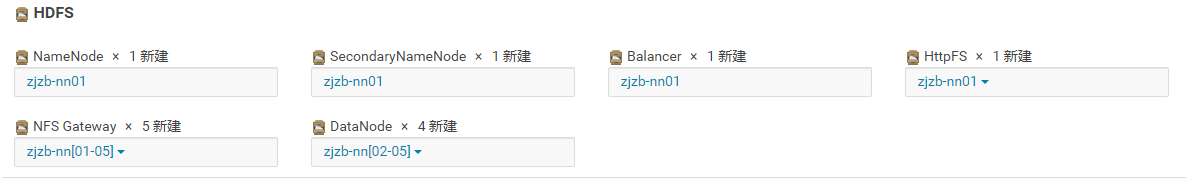 HDFS
NameNode × 1 新建
SecondaryNameNode × 1 新建
Balancer × 1 新建
HttpFS × 1 新建
zjzb-nn01
zjzb-nn01
zjzb-nn01
zjzb-nn01
NFS Gateway × 5 新建
DataNode × 4 新建
zjzb-nn[01-05]
zjzb-nn[02-05]